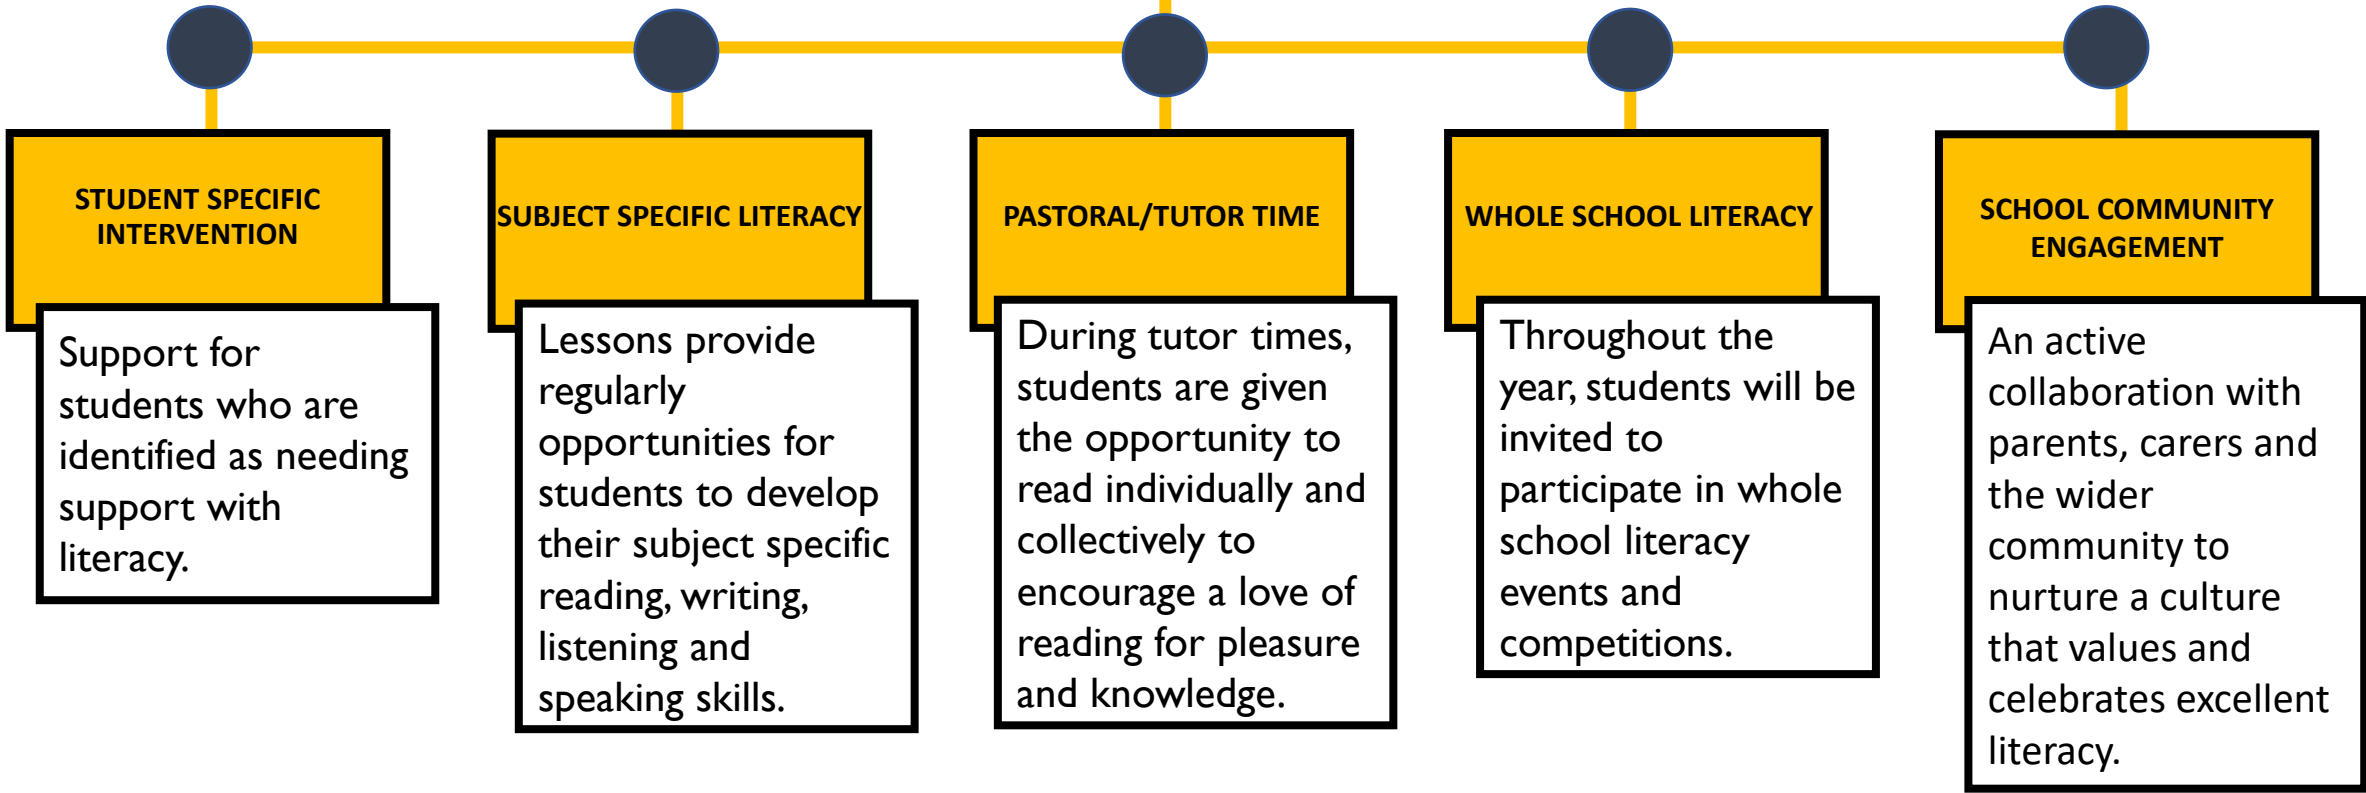 STUDENT SPECIFIC
INTERVENTION
Support for
students who are
identified as needing
support with
literacy.
SUBJECT SPECIFIC LITERACY
Lessons provide
regularly
opportunities for
students to develop
their subject specific
reading, writing,
listening and
speaking skills.
PASTORAL/TUTOR TIME
During tutor times,
students are given
the opportunity to
read individually and
collectively to
encourage a love of
reading for pleasure
and knowledge.
WHOLE SCHOOL LITERACY
Throughout the
year, students will be
invited to
participate in whole
school literacy
events and
competitions.
SCHOOL COMMUNITY
ENGAGEMENT
An active
collaboration with
parents, carers and
the wider
community to
nurture a culture
that values and
celebrates excellent
literacy.